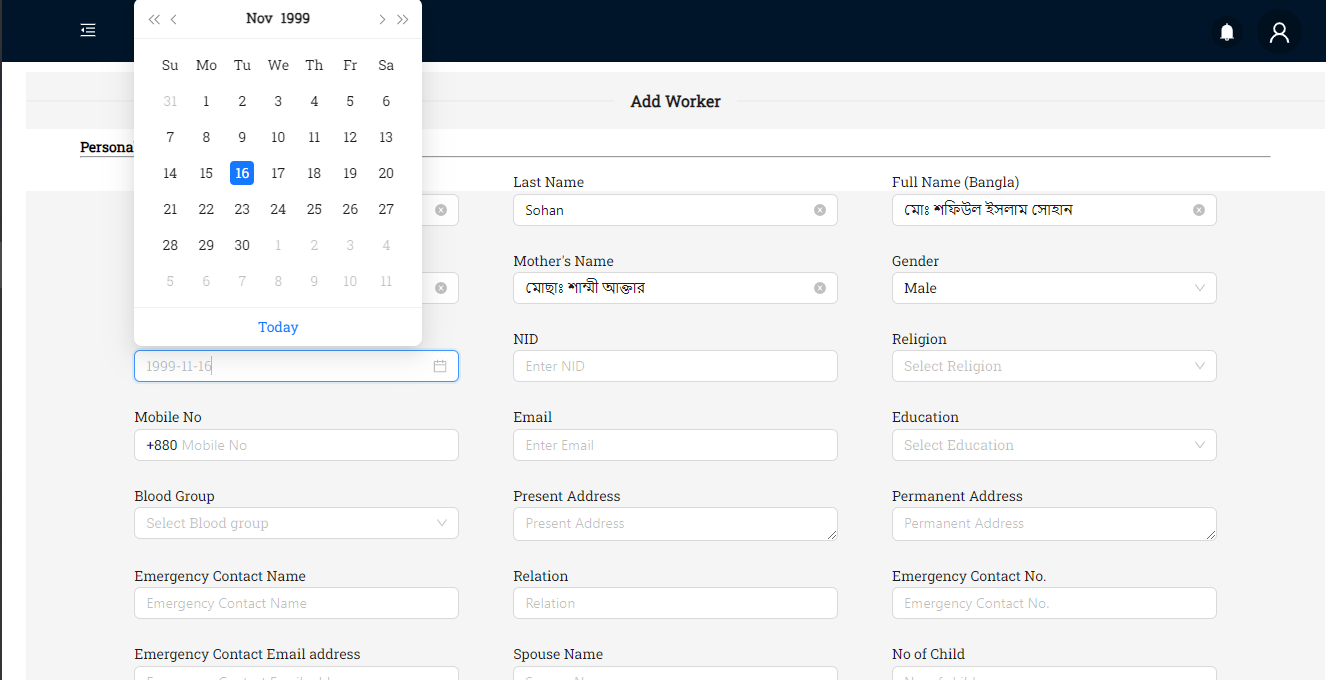 Nov 1999
Su Mo Tu We Th Fr Sa
31 1 2 3 4 5 6
7 8 9 10 11 12 13
14 15 16 17 18 19 20
21 22 23 24 25 26 27
28 29 30 1 2 3 4
5 6 7 8 9 10 11
Today
Add Worker
Persona
Last Name
Full Name (Bangla)
Sohan
মোঃ শফিউল ইসলাম সোহান
Mother's Name
Gender
মোছাঃ শাম্মী আক্তার
Male
NID
Religion
1999-11-16
Enter NID
Select Religion
Mobile No
Email
Education
+880 Mobile No
Enter Email
Select Education
Blood Group
Present Address
Permanent Address
Select Blood group
Present Address
Permanent Address
Emergency Contact Name
Relation
Emergency Contact No.
Emergency Contact Name
Relation
Emergency Contact No.
Emergency Contact Email address
Spouse Name
No of Child